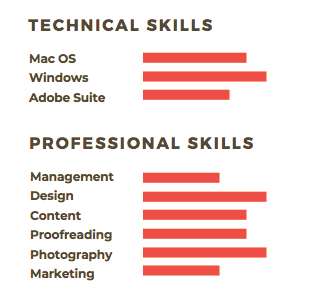 TECHNICAL SKILLS
Mac OS
Windows
Adobe Suite
PROFESSIONAL SKILLS
Management
Design
Content
Proofreading
Photography
Marketing